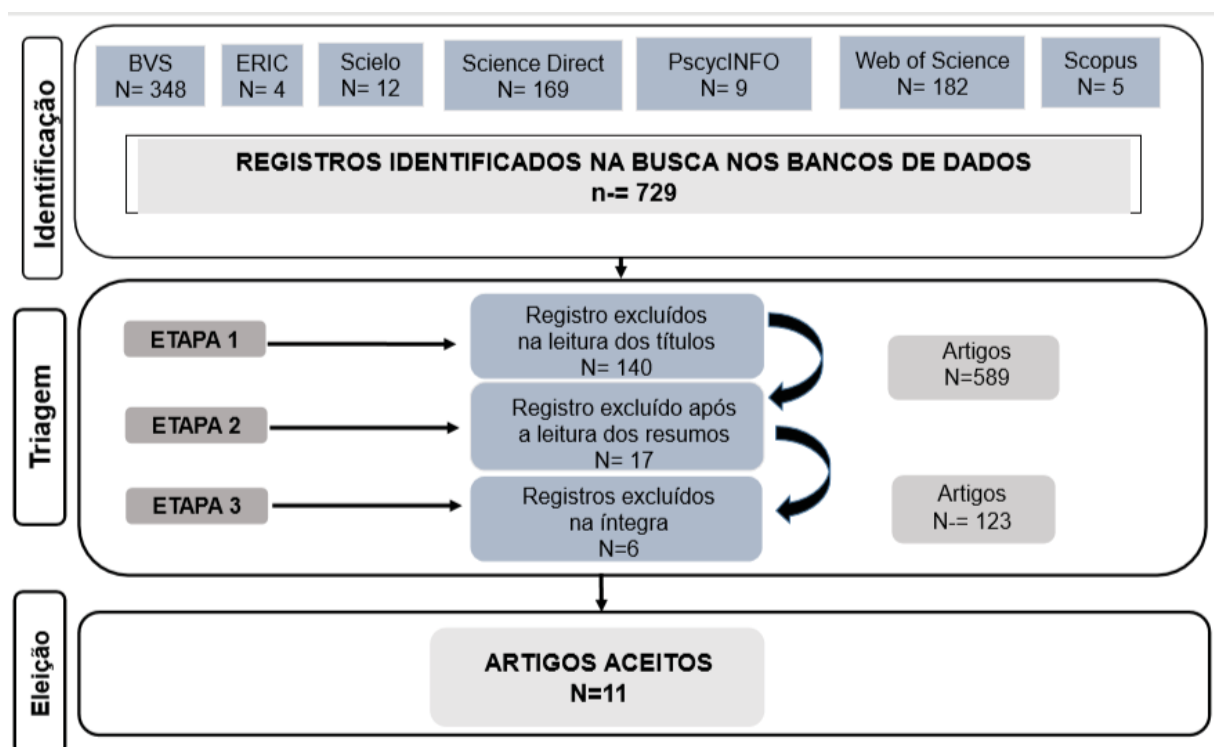 Identificação
BVS
N= 348
ERIC
N= 4
Scielo
N= 12
Science Direct
N= 169
PscycINFO
N= 9
Web of Science
N= 182
Scopus
N= 5
REGISTROS IDENTIFICADOS NA BUSCA NOS BANCOS DE DADOS
n-= 729
Triagem
ETAPA 1
Registro excluídos
na leitura dos títulos
N= 140
Artigos
N=589
ETAPA 2
Registro excluído após
a leitura dos resumos
N= 17
ETAPA 3
Registros excluídos
na íntegra
N=6
Artigos
N-= 123
Eleição
ARTIGOS ACEITOS
N=11